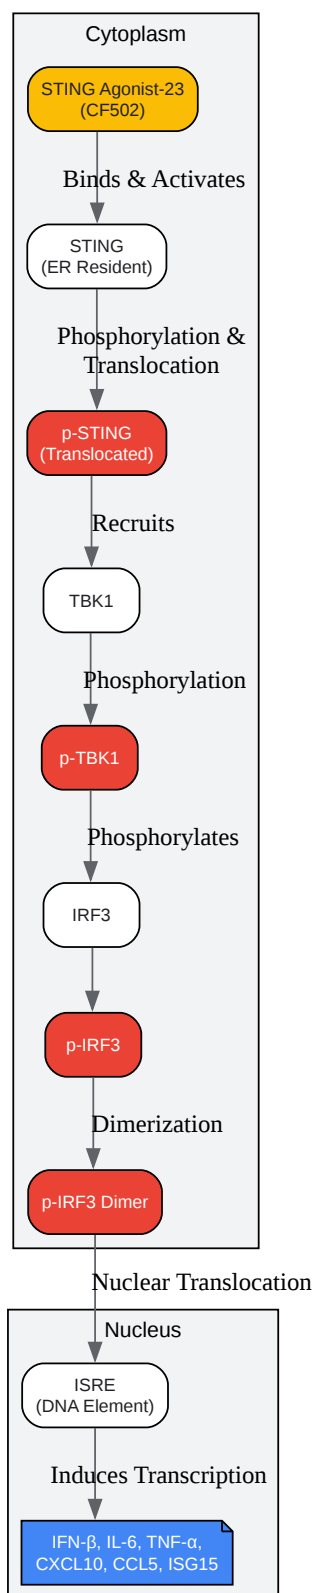 Cytoplasm
STING Agonist-23
(CF502)
Binds & Activates
STING
(ER Resident)
Phosphorylation &
Translocation
p-STING
(Translocated)
Recruits
TBK1
Phosphorylation
p-TBK1
Phosphorylates
IRF3
p-IRF3
Dimerization
p-IRF3 Dimer
Nuclear Translocation
Nucleus
ISRE
(DNA Element)
Induces Transcription
IFN-β, IL-6, TNF-α,
CXCL10, CCL5, ISG15